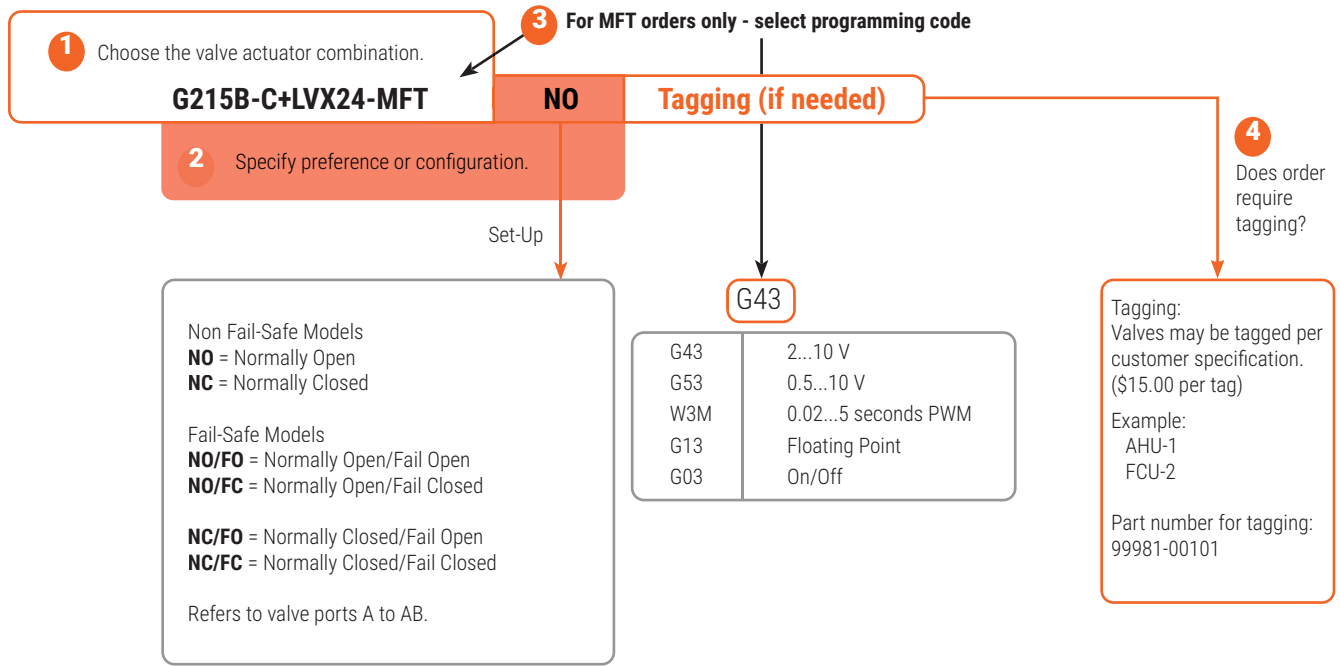 3 For MFT orders only - select programming code
1 Choose the valve actuator combination.
G215B-C+LVX24-MFT NO Tagging (if needed)
2 Specify preference or configuration.
4
Does order
require
tagging?
Set-Up
Non Fail-Safe Models
NO = Normally Open
NC = Normally Closed
Fail-Safe Models
NO/FO = Normally Open/Fail Open
NO/FC = Normally Open/Fail Closed
NC/FO = Normally Closed/Fail Open
NC/FC = Normally Closed/Fail Closed
Refers to valve ports A to AB.
G43
G43 2...10 V
G53 0.5...10 V
W3M 0.02...5 seconds PWM
G13 Floating Point
G03 On/Off
Tagging:
Valves may be tagged per
customer specification.
($15.00 per tag)
Example:
AHU-1
FCU-2
Part number for tagging:
99981-00101